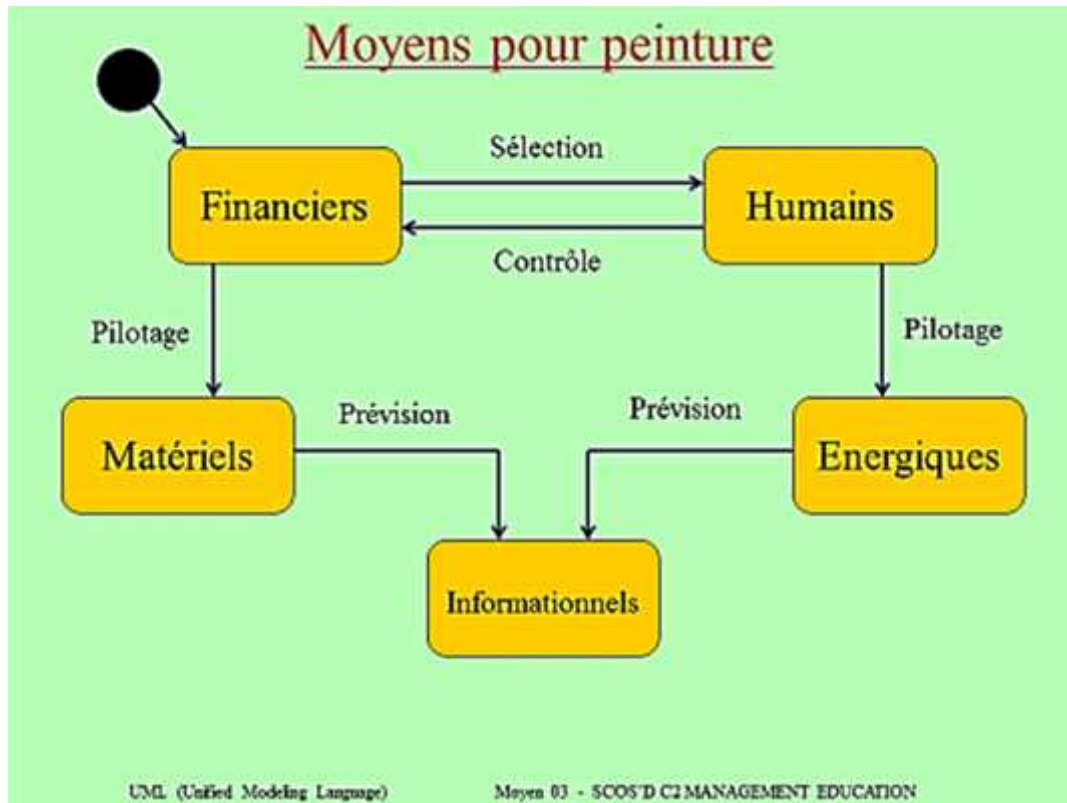 Moyens pour peinture
Sélection
Financiers
Humains
Contrôle
Pilotage
Pilotage
Prévision
Prévision
Matériels
Energiques
Informationnels
UML (Unified Modeling Language)
Moyen 03 - SCOS'D C2 MANAGEMENT EDUCATION